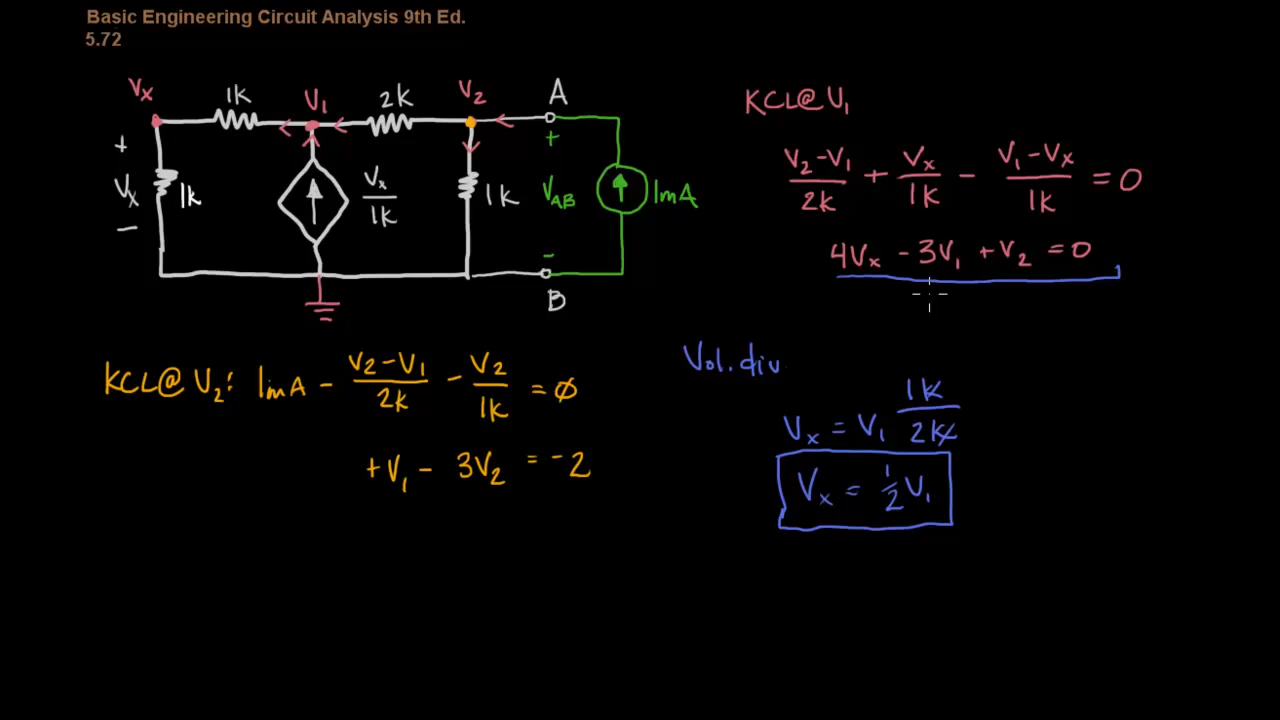 Basic Engineering Circuit Analysis 9th Ed.
5.72
Vx
1k
V1
2k
V2
A
+
Vx
−
1k
Vx/1k
1k
+
VAB
-
1mA
B
KCL@V1
(V2−V1)/2k + Vx/1k − (V1−Vx)/1k = 0
4Vx − 3V1 + V2 = 0
KCL@V2: 1mA − (V2−V1)/2k − V2/1k = ∅
+V1 − 3V2 = −2
Vol. div.
Vx = V1 1k/2k
Vx = 1/2 V1